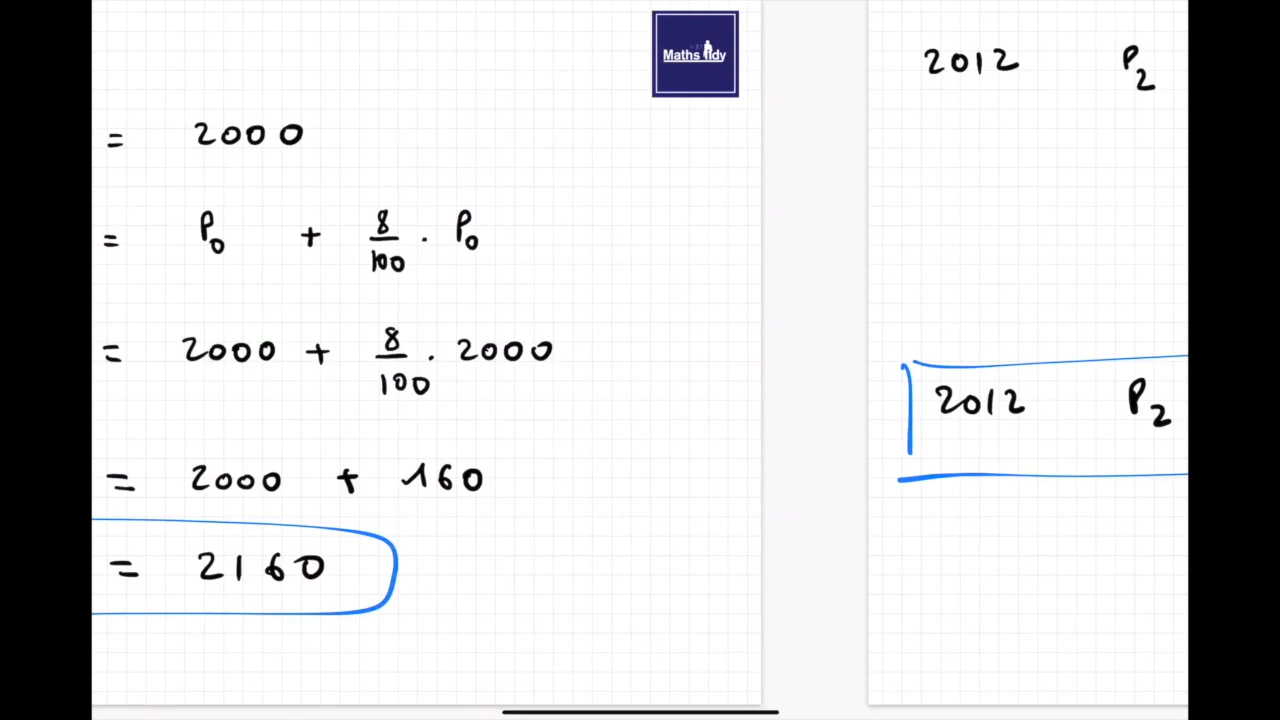 Maths
= 2000
= P₀ + 8/100 · P₀
= 2000 + 8/100 · 2000
= 2000 + 160
= 2160
2012 P₂
2012 P₂